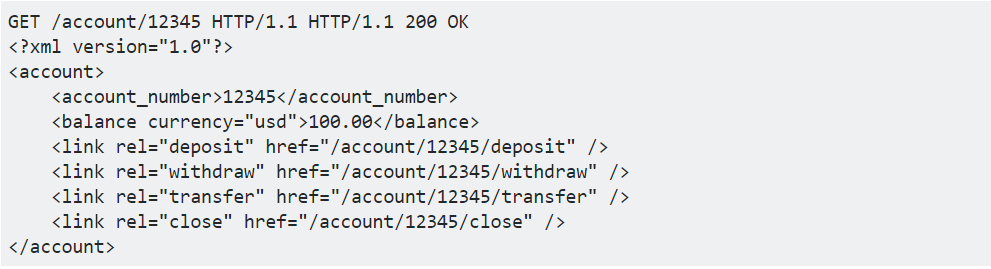 GET /account/12345 HTTP/1.1 HTTP/1.1 200 OK
<?xml version="1.0"?>
<account>
    <account_number>12345</account_number>
    <balance currency="usd">100.00</balance>
    <link rel="deposit" href="/account/12345/deposit" />
    <link rel="withdraw" href="/account/12345/withdraw" />
    <link rel="transfer" href="/account/12345/transfer" />
    <link rel="close" href="/account/12345/close" />
</account>